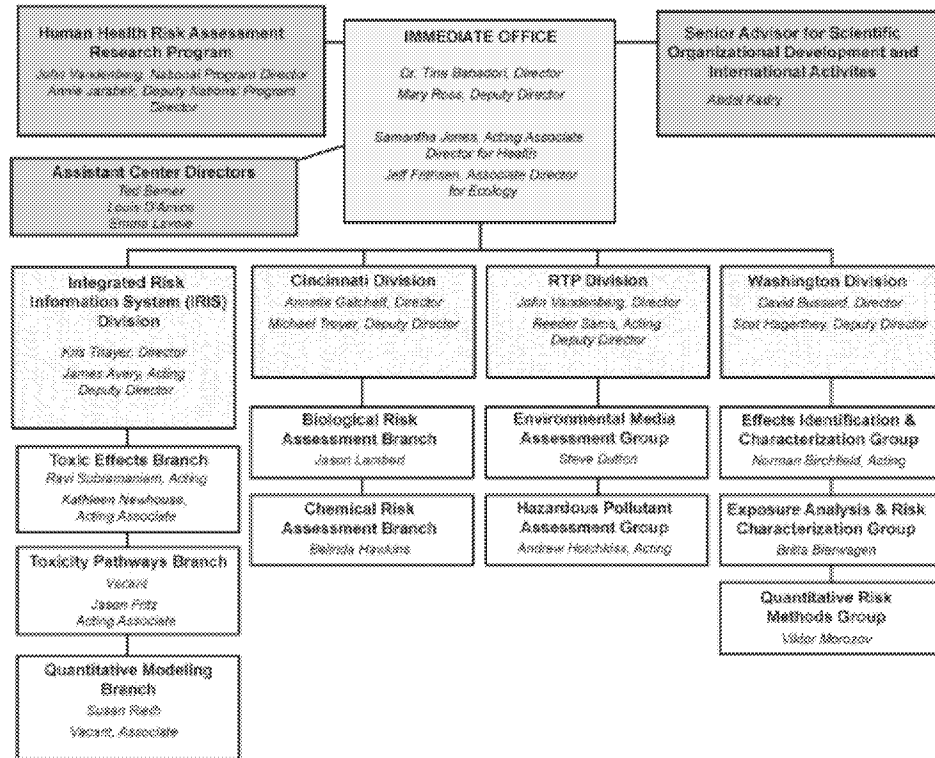 Human Health Risk Assessment
Research Program
John Vandenberg, National Program Director
Annie Jarabek, Deputy National Program
Director
IMMEDIATE OFFICE
Dr. Tina Bahadori, Director
Mary Ross, Deputy Director
Samantha Jones, Acting Associate
Director for Health
Jeff Frithsen, Associate Director
for Ecology
Senior Advisor for Scientific
Organizational Development and
International Activites
Abdel Kadry
Assistant Center Directors
Ted Berner
Louis D'Amico
Emma Lavoie
Integrated Risk
Information System (IRIS)
Division
Kris Thayer, Director
James Avery, Acting
Deputy Director
Toxic Effects Branch
Ravi Subramaniam, Acting
Kathleen Newhouse,
Acting Associate
Toxicity Pathways Branch
Vacant
Jason Fritz
Acting Associate
Quantitative Modeling
Branch
Susan Rieth
Vacant, Associate
Cincinnati Division
Annette Gatchett, Director
Michael Troyer, Deputy Director
Biological Risk
Assessment Branch
Jason Lambert
Chemical Risk
Assessment Branch
Belinda Hawkins
RTP Division
John Vandenberg, Director
Reeder Sams, Acting
Deputy Director
Environmental Media
Assessment Group
Steve Dutton
Hazardous Pollutant
Assessment Group
Andrew Hotchkiss, Acting
Washington Division
David Bussard, Director
Scot Hagerthey, Deputy Director
Effects Identification &
Characterization Group
Norman Birchfield, Acting
Exposure Analysis & Risk
Characterization Group
Britta Bierwagen
Quantitative Risk
Methods Group
Viktor Morozov